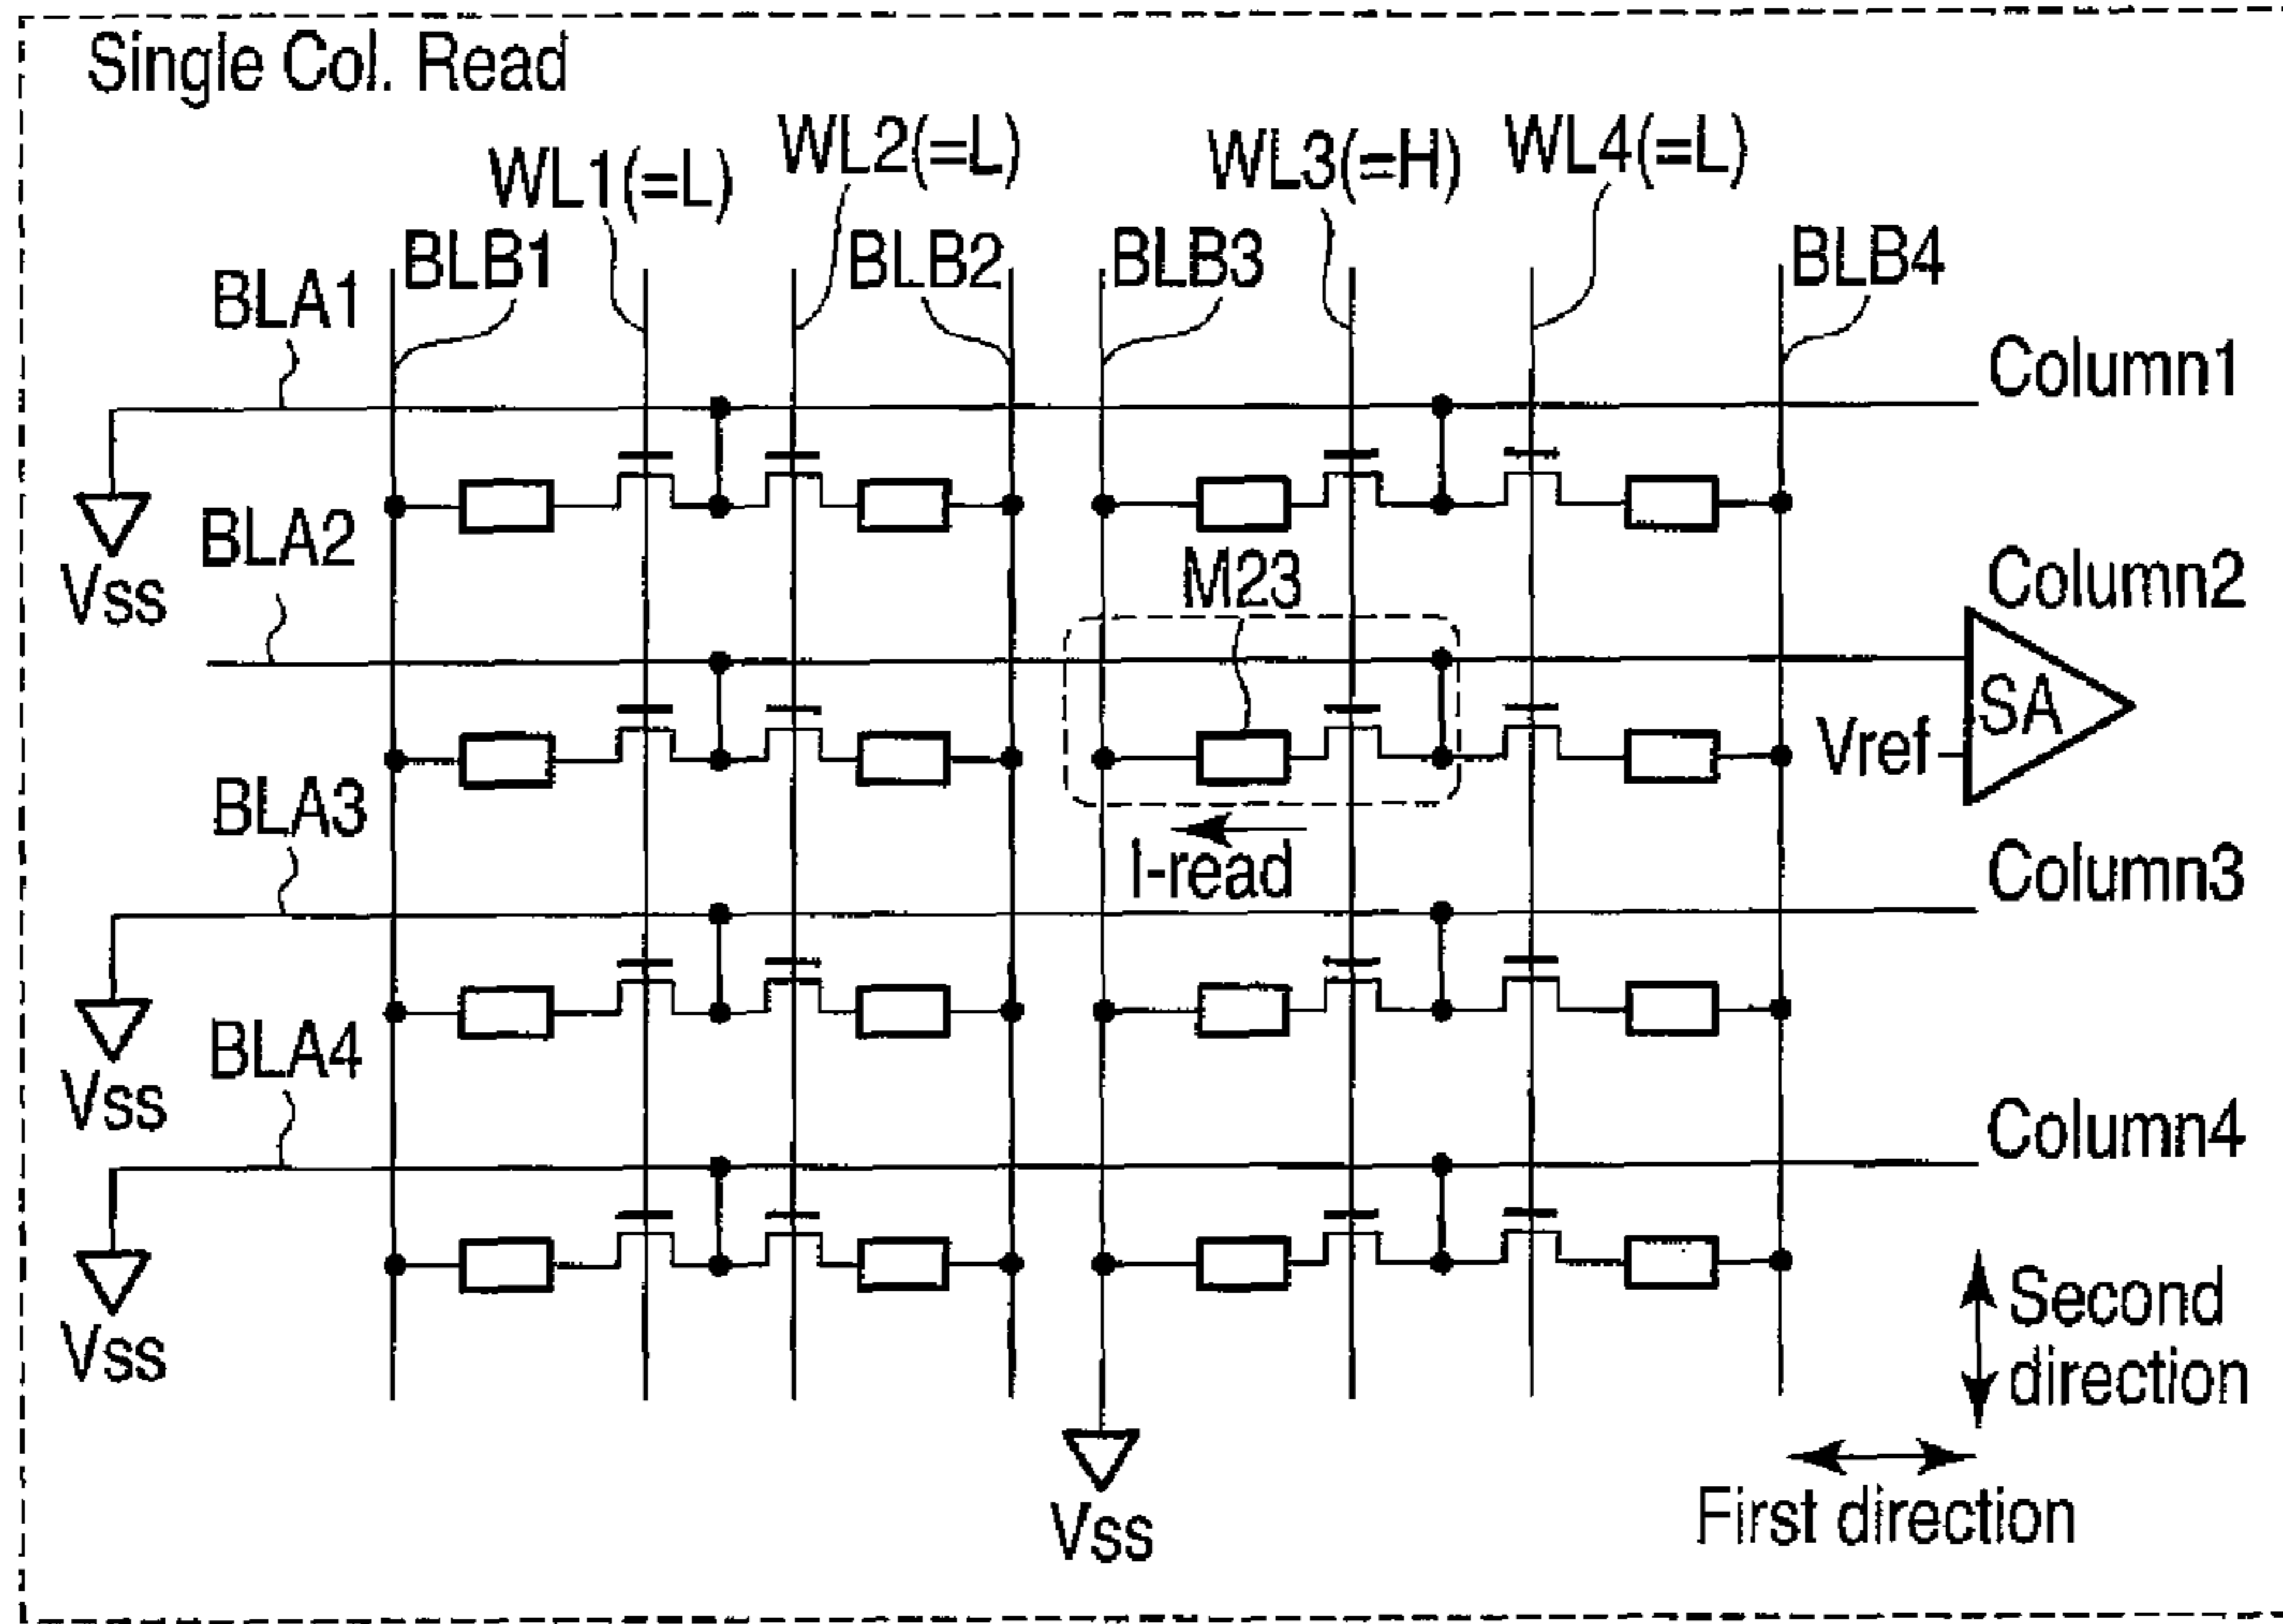 Single Col. Read
WL1(=L)
WL2(=L)
WL3(=H)
WL4(=L)
BLA1
BLB1
BLB2
BLB3
BLB4
Column1
Vss
BLA2
M23
Column2
SA
Vref
BLA3
I-read
Column3
Vss
BLA4
Column4
Vss
Second
direction
First direction
Vss